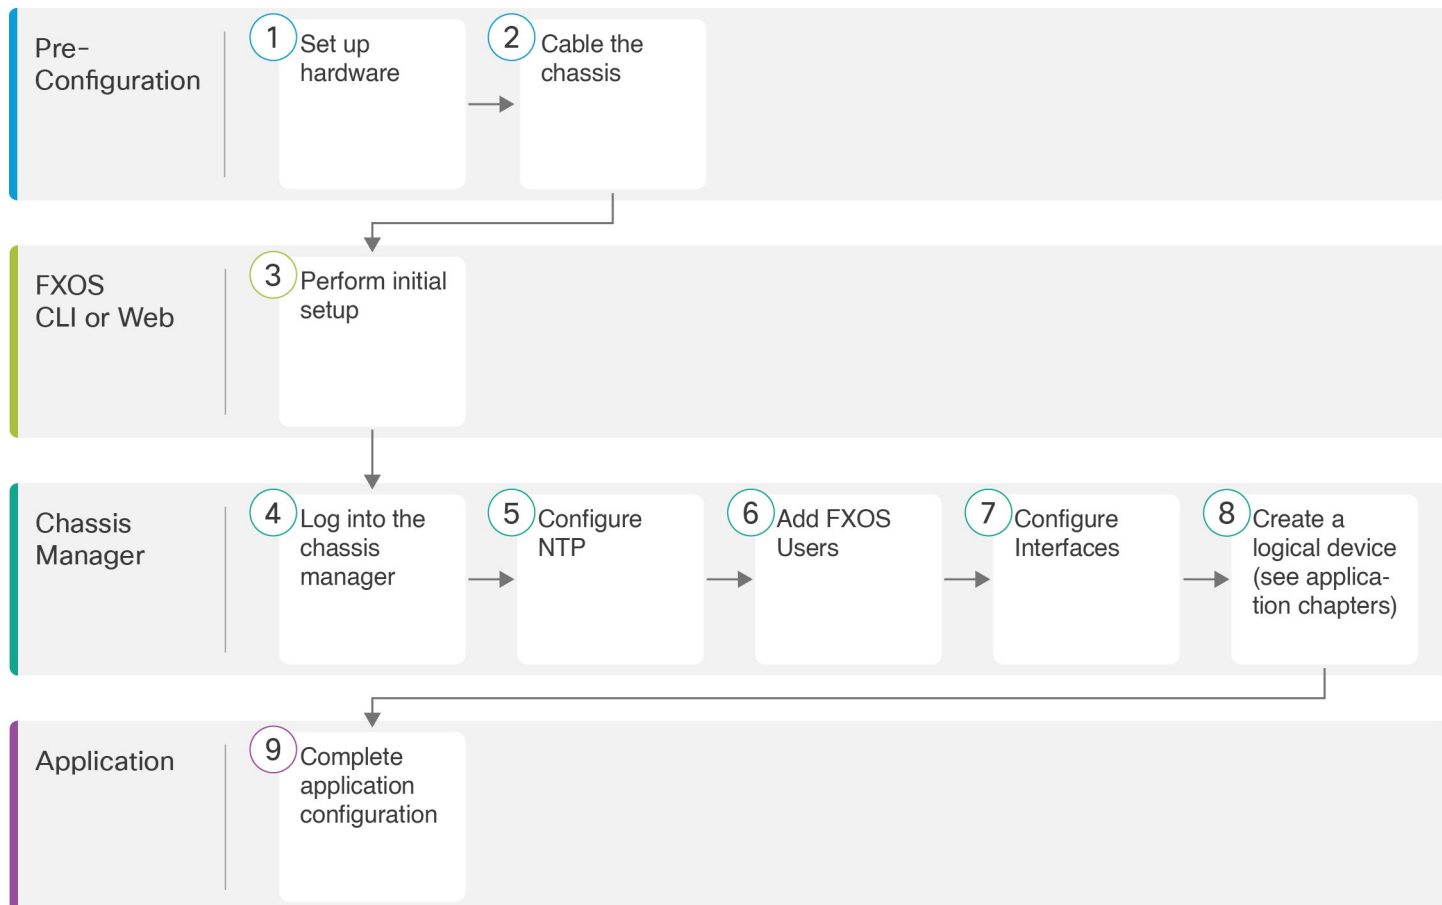 Pre-
Configuration
1
Set up
hardware
2
Cable the
chassis
FXOS
CLI or Web
3
Perform initial
setup
Chassis
Manager
4
Log into the
chassis
manager
5
Configure
NTP
6
Add FXOS
Users
7
Configure
Interfaces
8
Create a
logical device
(see applica-
tion chapters)
Application
9
Complete
application
configuration